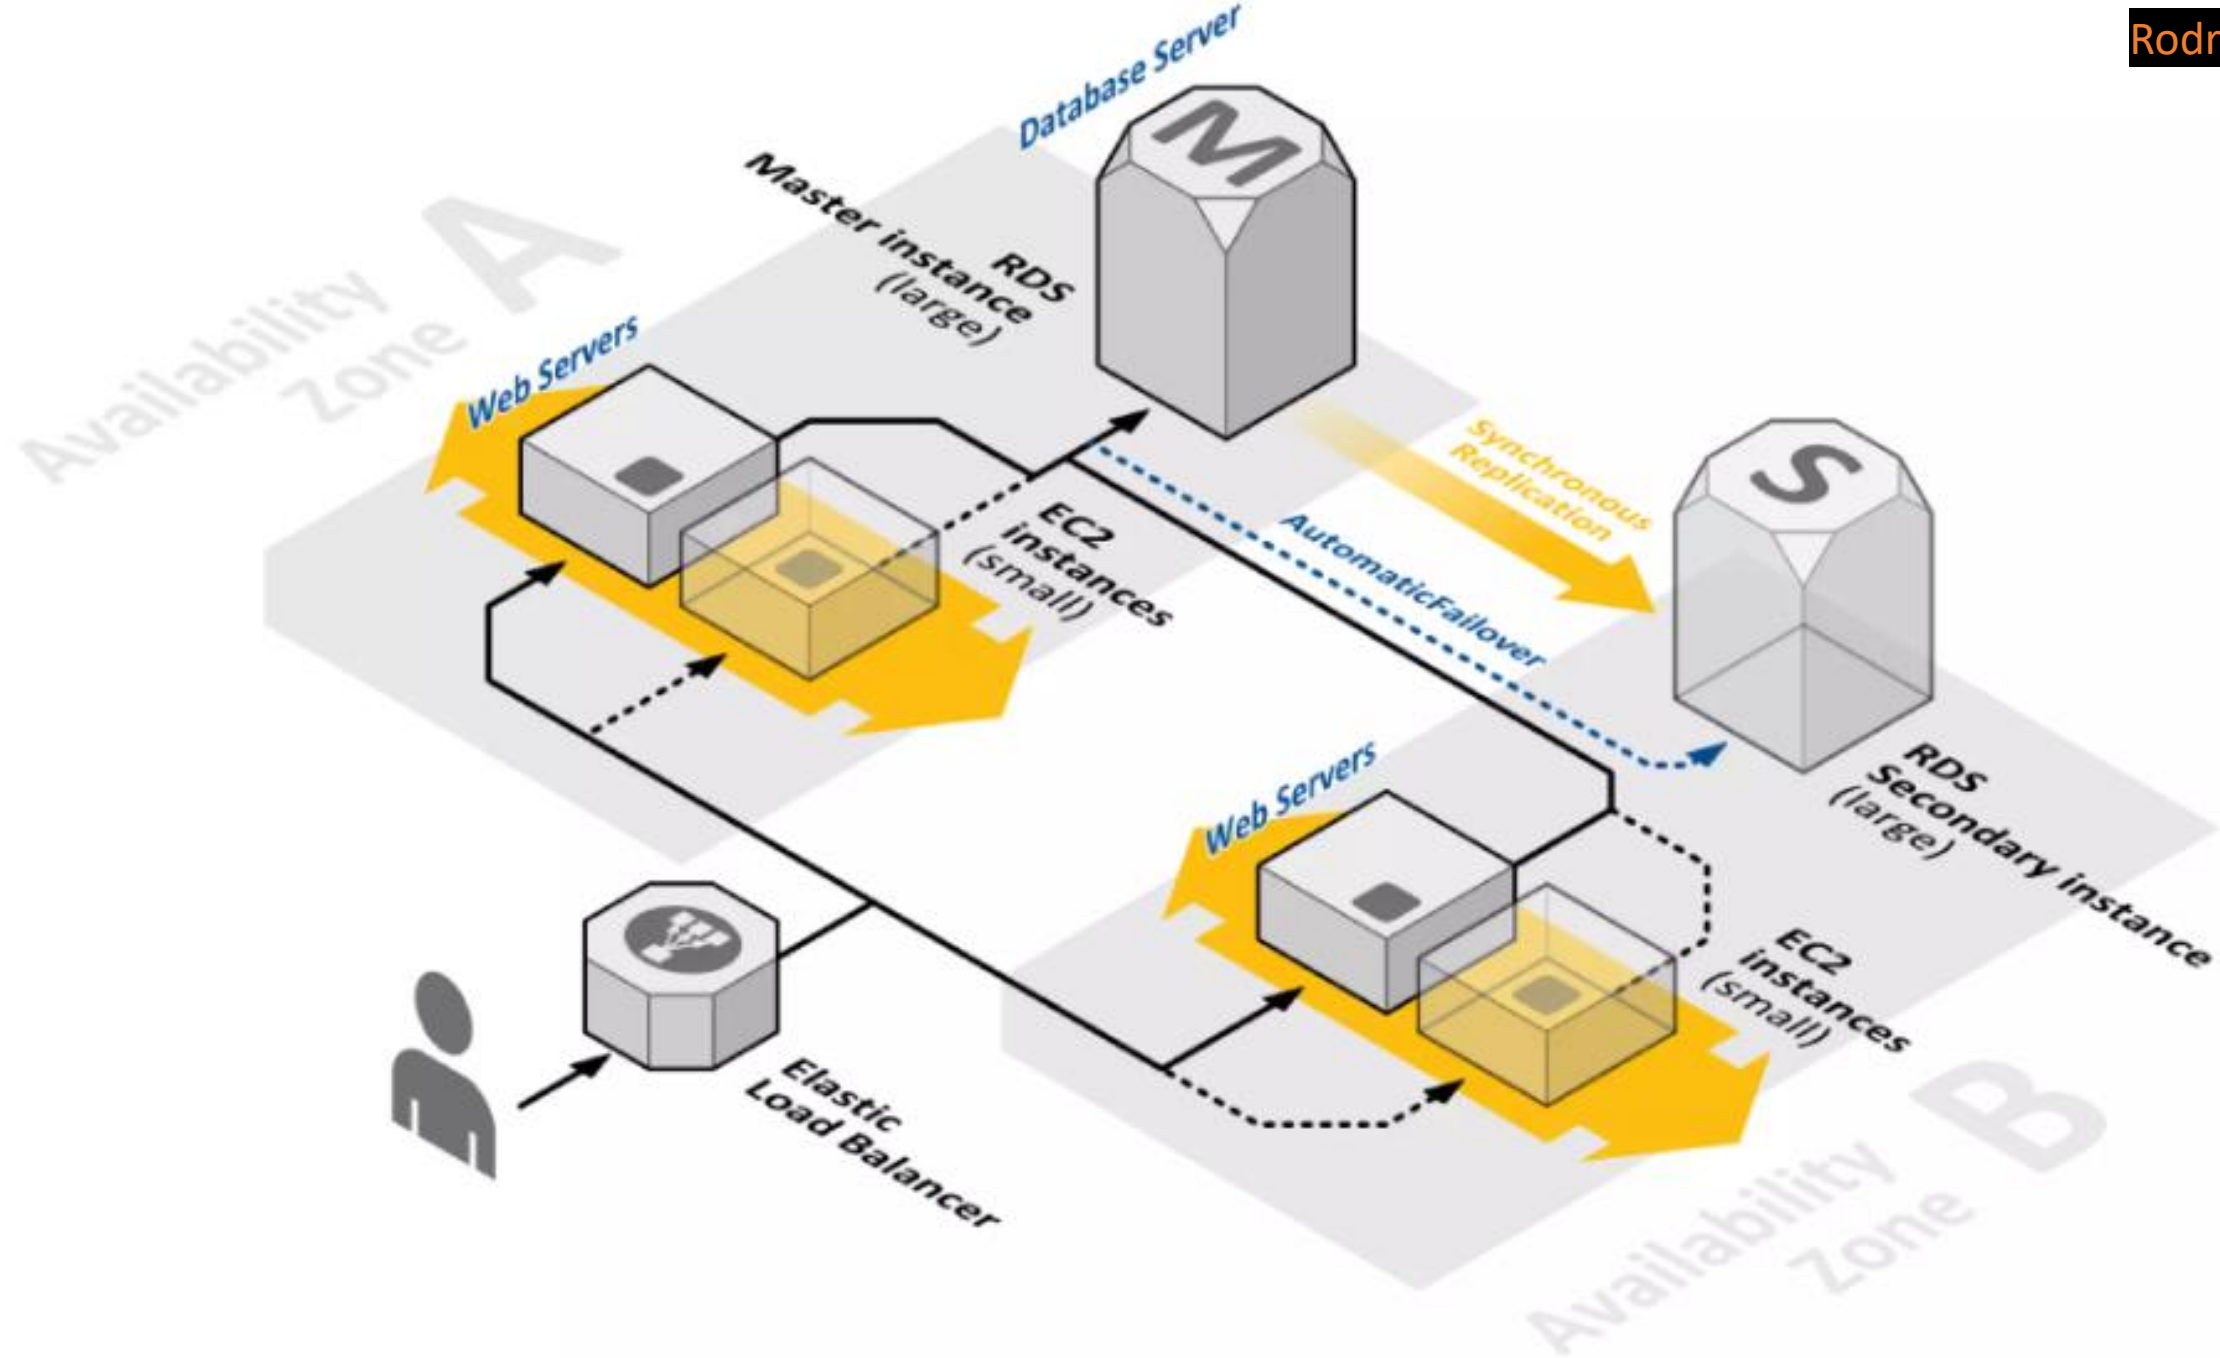 Rodr
Database Server
M
RDS
Master instance
(large)
Availability
Zone
A
Web Servers
EC2
instances
(small)
Synchronous
Replication
AutomaticFailover
S
RDS
Secondary instance
(large)
Web Servers
EC2
instances
(small)
Elastic
Load Balancer
Availability
Zone
B